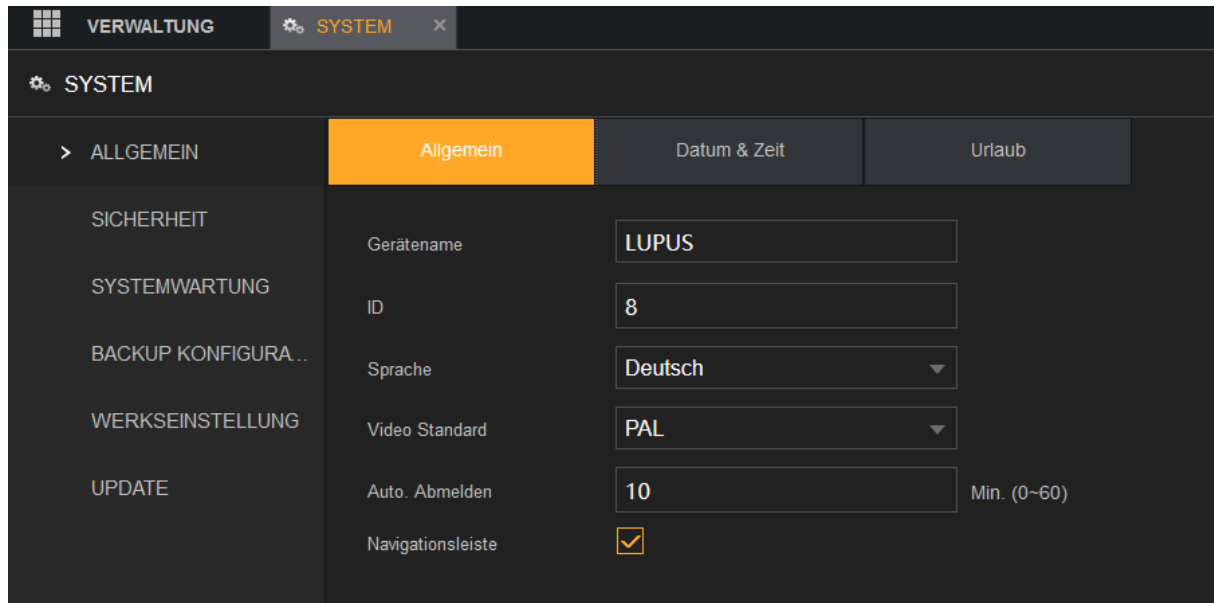 VERWALTUNG SYSTEM ×
SYSTEM
> ALLGEMEIN
SICHERHEIT
SYSTEMWARTUNG
BACKUP KONFIGURA...
WERKSEINSTELLUNG
UPDATE
Allgemein Datum & Zeit Urlaub
Gerätename LUPUS
ID 8
Sprache Deutsch
Video Standard PAL
Auto. Abmelden 10 Min. (0~60)
Navigationsleiste